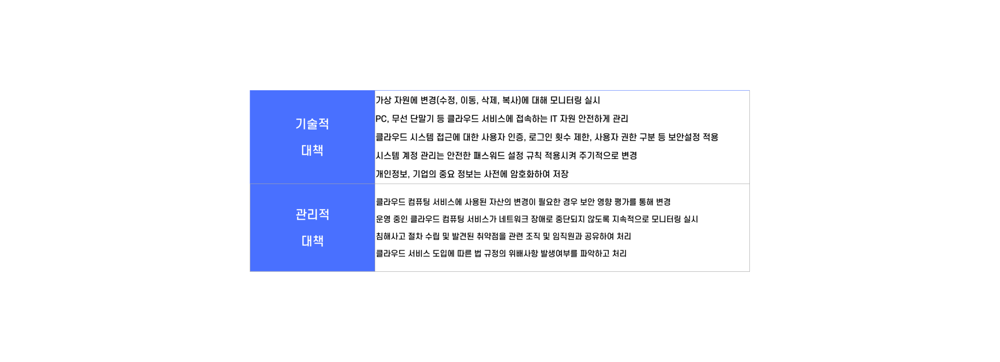 기술적
대책
가상 자원에 변경(수정, 이동, 삭제, 복사)에 대해 모니터링 실시
PC, 무선 단말기 등 클라우드 서비스에 접속하는 IT 자원 안전하게 관리
클라우드 시스템 접근에 대한 사용자 인증, 로그인 횟수 제한, 사용자 권한 구분 등 보안설정 적용
시스템 계정 관리는 안전한 패스워드 설정 규칙 적용시켜 주기적으로 변경
개인정보, 기업의 중요 정보는 사전에 암호화하여 저장
관리적
대책
클라우드 컴퓨팅 서비스에 사용된 자산의 변경이 필요한 경우 보안 영향 평가를 통해 변경
운영 중인 클라우드 컴퓨팅 서비스가 네트워크 장애로 중단되지 않도록 지속적으로 모니터링 실시
침해사고 절차 수립 및 발견된 취약점을 관련 조직 및 임직원과 공유하여 처리
클라우드 서비스 도입에 따른 법 규정의 위배사항 발생여부를 파악하고 처리